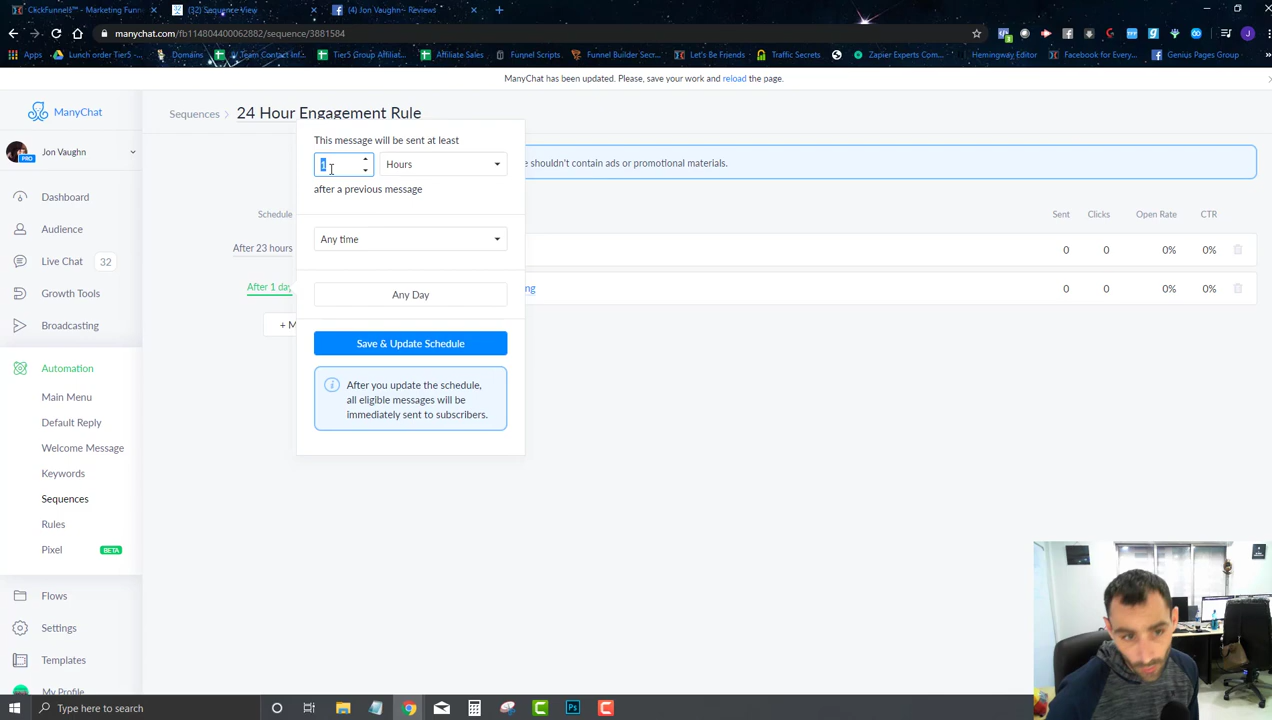 ClickFunnels™ - Marketing Funn
(32) Sequence View
(4) Jon Vaughn - Reviews
manychat.com/fb114804400062882/sequence/3881584
Apps
Lunch order Tier5 -...
Domains
JV Team Contact Inf...
Tier5 Group Affiliat...
Affiliate Sales
Funnel Scripts
Funnel Builder Secr...
Let's Be Friends
Traffic Secrets
Zapier Experts Com...
Hemingway Editor
Facebook for Every...
Genius Pages Group
ManyChat has been updated. Please, save your work and reload the page.
ManyChat
Sequences
24 Hour Engagement Rule
Jon Vaughn
PRO
This message will be sent at least
1
Hours
e shouldn't contain ads or promotional materials.
after a previous message
Dashboard
Schedule
Sent
Clicks
Open Rate
CTR
Audience
Any time
After 23 hours
0
0
0%
0%
Live Chat
32
After 1 day,
ng
0
0
0%
0%
Growth Tools
Any Day
Broadcasting
+ M
Save & Update Schedule
Automation
After you update the schedule,
all eligible messages will be
immediately sent to subscribers.
Main Menu
Default Reply
Welcome Message
Keywords
Sequences
Rules
Pixel
BETA
Flows
Settings
Templates
My Profile
Type here to search